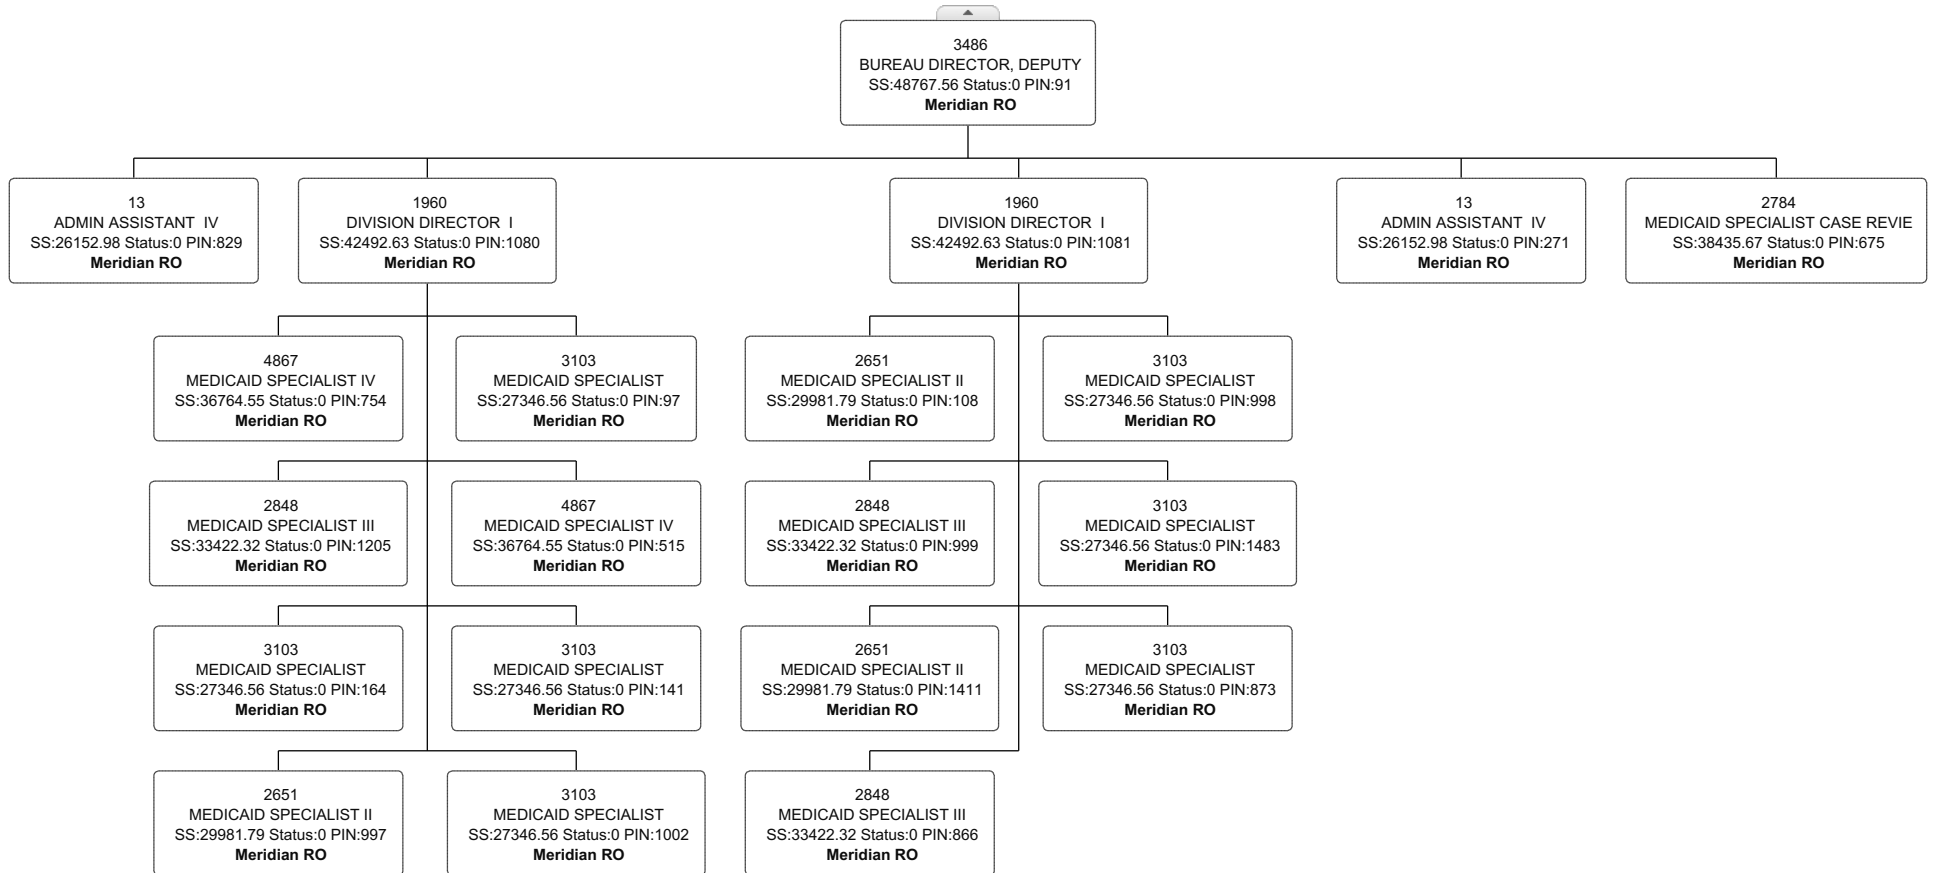 3486
BUREAU DIRECTOR, DEPUTY
SS:48767.56 Status:0 PIN:91
Meridian RO
13
ADMIN ASSISTANT  IV
SS:26152.98 Status:0 PIN:829
Meridian RO
1960
DIVISION DIRECTOR  I
SS:42492.63 Status:0 PIN:1080
Meridian RO
1960
DIVISION DIRECTOR  I
SS:42492.63 Status:0 PIN:1081
Meridian RO
13
ADMIN ASSISTANT  IV
SS:26152.98 Status:0 PIN:271
Meridian RO
2784
MEDICAID SPECIALIST CASE REVIE
SS:38435.67 Status:0 PIN:675
Meridian RO
4867
MEDICAID SPECIALIST IV
SS:36764.55 Status:0 PIN:754
Meridian RO
3103
MEDICAID SPECIALIST
SS:27346.56 Status:0 PIN:97
Meridian RO
2651
MEDICAID SPECIALIST II
SS:29981.79 Status:0 PIN:108
Meridian RO
3103
MEDICAID SPECIALIST
SS:27346.56 Status:0 PIN:998
Meridian RO
2848
MEDICAID SPECIALIST III
SS:33422.32 Status:0 PIN:1205
Meridian RO
4867
MEDICAID SPECIALIST IV
SS:36764.55 Status:0 PIN:515
Meridian RO
2848
MEDICAID SPECIALIST III
SS:33422.32 Status:0 PIN:999
Meridian RO
3103
MEDICAID SPECIALIST
SS:27346.56 Status:0 PIN:1483
Meridian RO
3103
MEDICAID SPECIALIST
SS:27346.56 Status:0 PIN:164
Meridian RO
3103
MEDICAID SPECIALIST
SS:27346.56 Status:0 PIN:141
Meridian RO
2651
MEDICAID SPECIALIST II
SS:29981.79 Status:0 PIN:1411
Meridian RO
3103
MEDICAID SPECIALIST
SS:27346.56 Status:0 PIN:873
Meridian RO
2651
MEDICAID SPECIALIST II
SS:29981.79 Status:0 PIN:997
Meridian RO
3103
MEDICAID SPECIALIST
SS:27346.56 Status:0 PIN:1002
Meridian RO
2848
MEDICAID SPECIALIST III
SS:33422.32 Status:0 PIN:866
Meridian RO